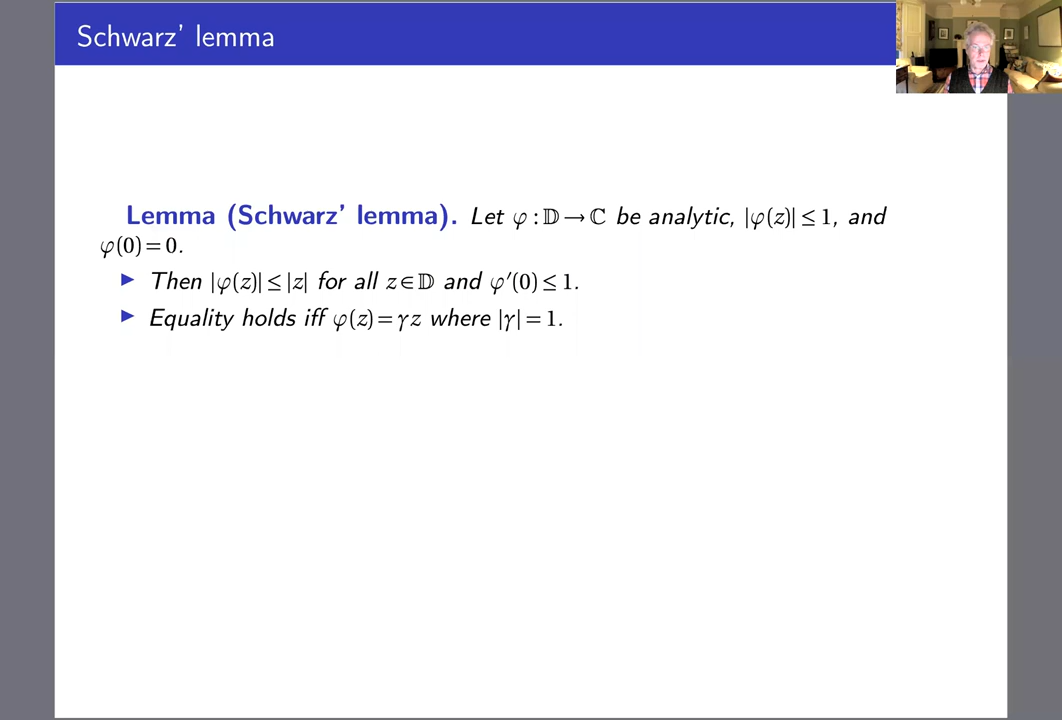 Schwarz’ lemma
Lemma (Schwarz’ lemma). Let φ : 𝔻 → ℂ be analytic, |φ(z)| ≤ 1, and
φ(0) = 0.
▶ Then |φ(z)| ≤ |z| for all z ∈ 𝔻 and φ′(0) ≤ 1.
▶ Equality holds iff φ(z) = γz where |γ| = 1.